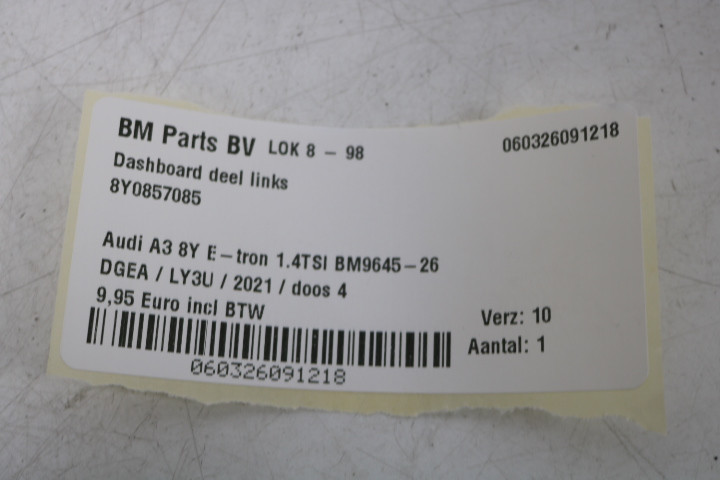 BM Parts BV LOK 8 - 98 060326091218
Dashboard deel links
8Y0857085
Audi A3 8Y E-tron 1.4TSI BM9645-26
DGEA / LY3U / 2021 / doos 4
9,95 Euro incl BTW
Verz: 10
Aantal: 1
060326091218